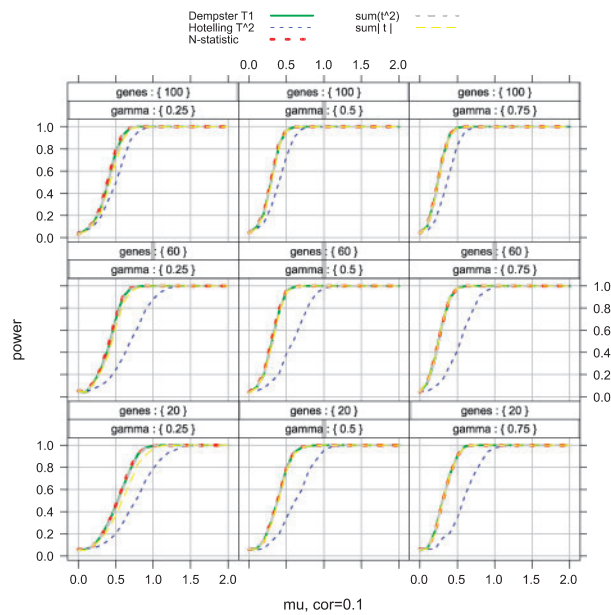 Dempster T1 sum(t^2)
Hotelling T^2 sum| t |
N-statistic
0.0 0.5 1.0 1.5 2.0
genes : { 100 } genes : { 100 } genes : { 100 }
gamma : { 0.25 } gamma : { 0.5 } gamma : { 0.75 }
1.0
0.8
0.6
0.4
0.2
0.0
genes : { 60 } genes : { 60 } genes : { 60 }
gamma : { 0.25 } gamma : { 0.5 } gamma : { 0.75 }
1.0
0.8
0.6
0.4
0.2
0.0
power
genes : { 20 } genes : { 20 } genes : { 20 }
gamma : { 0.25 } gamma : { 0.5 } gamma : { 0.75 }
1.0
0.8
0.6
0.4
0.2
0.0
0.0 0.5 1.0 1.5 2.0 0.0 0.5 1.0 1.5 2.0
mu, cor=0.1